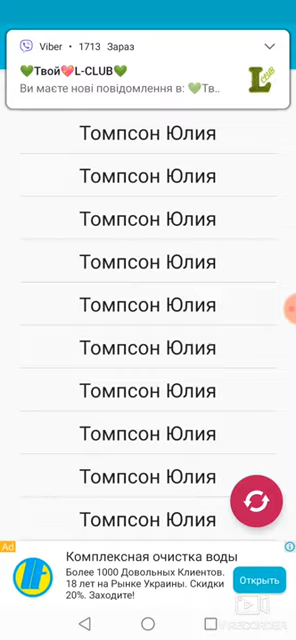 Viber • 1713 Зараз
💚Твой💖L-CLUB💚
Ви маєте нові повідомлення в: 💚Тв..
L CLUB
Томпсон Юлия
Томпсон Юлия
Томпсон Юлия
Томпсон Юлия
Томпсон Юлия
Томпсон Юлия
Томпсон Юлия
Томпсон Юлия
Томпсон Юлия
Томпсон Юлия
Ad
Комплексная очистка воды
Более 1000 Довольных Клиентов.
18 лет на Рынке Украины. Скидки
20%. Заходите!
Открыть
RECORDER